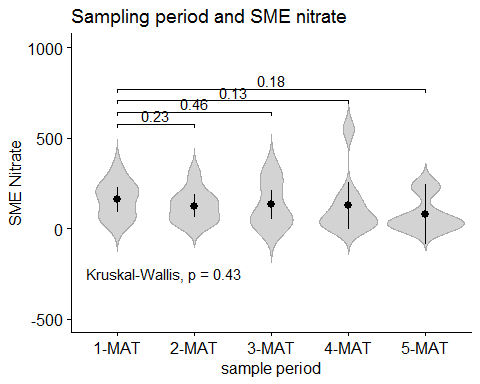 Sampling period and SME nitrate
1000
500
0
-500
SME Nitrate
0.18
0.13
0.46
0.23
Kruskal-Wallis, p = 0.43
1-MAT 2-MAT 3-MAT 4-MAT 5-MAT
sample period